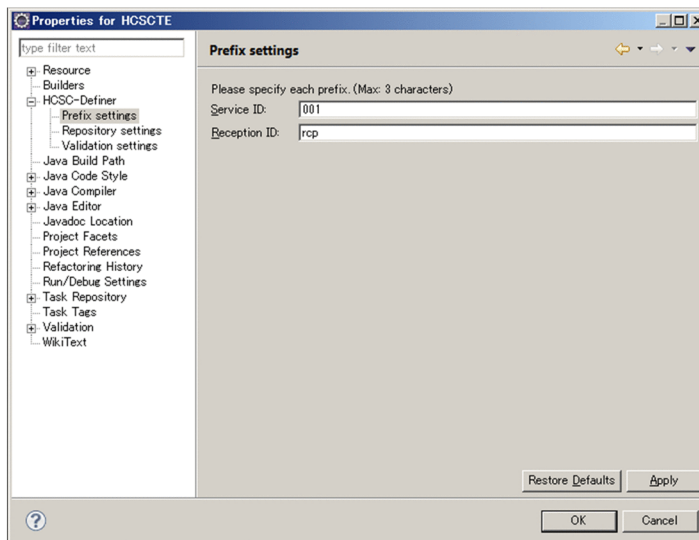 Properties for HCSCTE
type filter text
Resource
Builders
HCSC-Definer
Prefix settings
Repository settings
Validation settings
Java Build Path
Java Code Style
Java Compiler
Java Editor
Javadoc Location
Project Facets
Project References
Refactoring History
Run/Debug Settings
Task Repository
Task Tags
Validation
WikiText
Prefix settings
Please specify each prefix. (Max: 3 characters)
Service ID: 001
Reception ID: rcp
Restore Defaults Apply
? OK Cancel